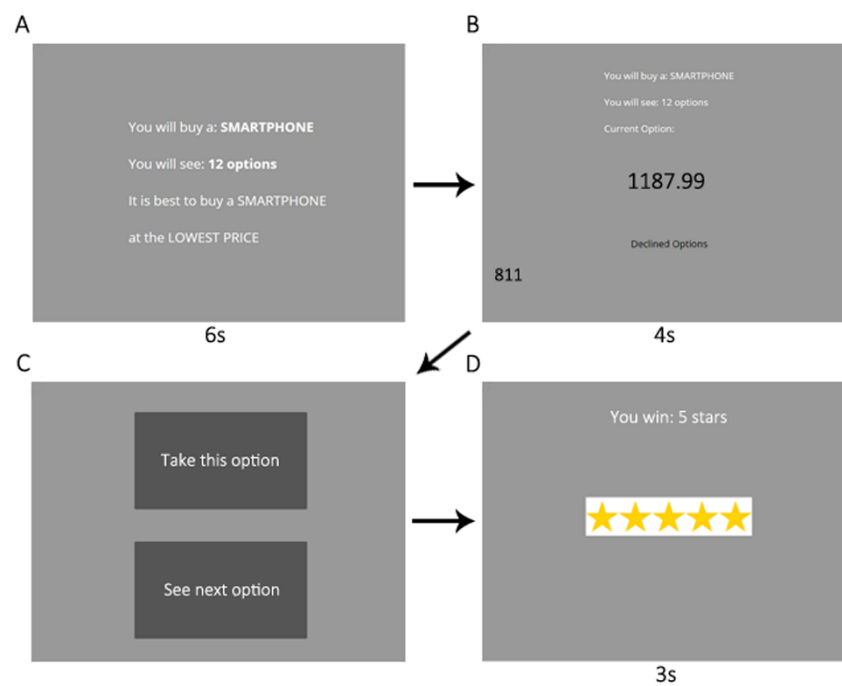 A
You will buy a: SMARTPHONE
You will see: 12 options
It is best to buy a SMARTPHONE
at the LOWEST PRICE
6s
B
You will buy a: SMARTPHONE
You will see: 12 options
Current Option:
1187.99
Declined Options
811
4s
C
Take this option
See next option
D
You win: 5 stars
3s